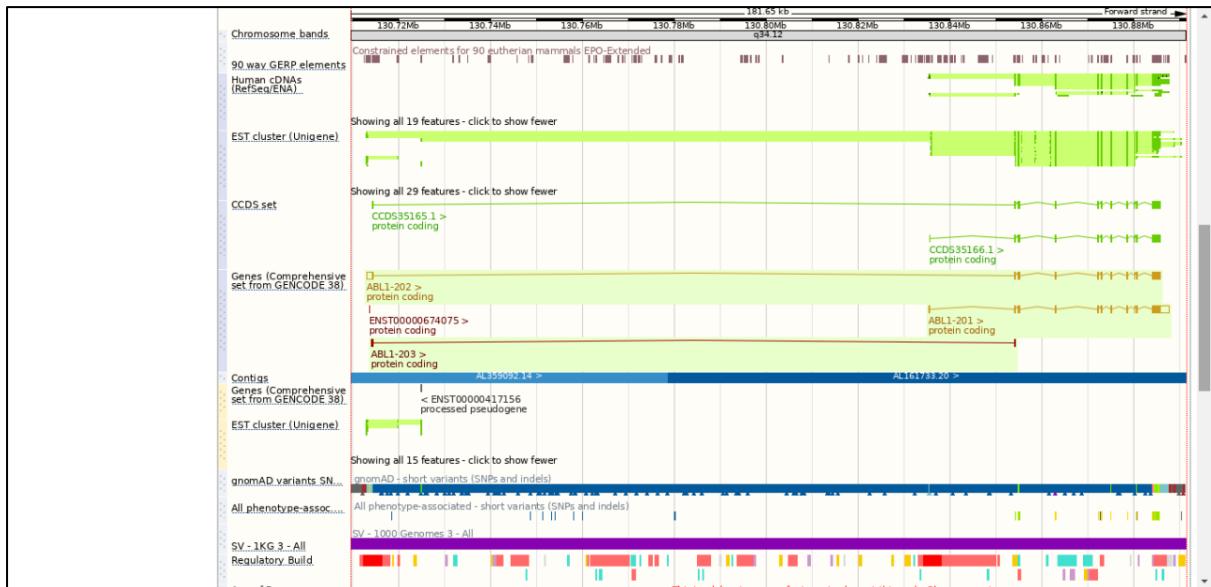 181.65 kb
Forward strand
130.72Mb 130.74Mb 130.76Mb 130.78Mb 130.80Mb 130.82Mb 130.84Mb 130.86Mb 130.88Mb
Chromosome bands
q34.12
Constrained elements for 90 eutherian mammals EPO-Extended
90 way GERP elements
Human cDNAs
(RefSeq/ENA)
Showing all 19 features - click to show fewer
EST cluster (Unigene)
Showing all 29 features - click to show fewer
CCDS set
CCDS35165.1 >
protein coding
CCDS35166.1 >
protein coding
Genes (Comprehensive
set from GENCODE 38)
ABL1-202 >
protein coding
ENST00000674075 >
protein coding
ABL1-201 >
protein coding
ABL1-203 >
protein coding
Contigs
AL359092.14 >
AL161733.20 >
Genes (Comprehensive
set from GENCODE 38)
< ENST00000417156
processed pseudogene
EST cluster (Unigene)
Showing all 15 features - click to show fewer
gnomAD variants SN...
gnomAD - short variants (SNPs and indels)
All phenotype-assoc....
All phenotype-associated - short variants (SNPs and indels)
SV - 1000 Genomes 3 - All
SV - 1KG 3 - All
Regulatory Build